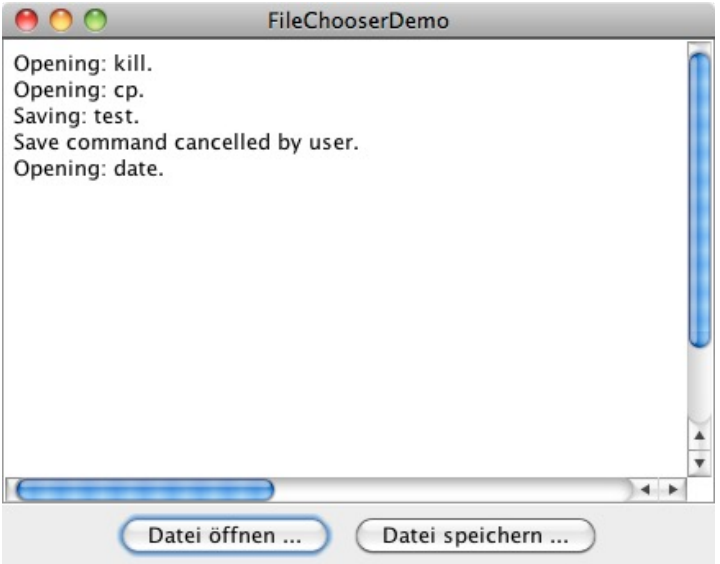 FileChooserDemo
Opening: kill.
Opening: cp.
Saving: test.
Save command cancelled by user.
Opening: date.
Datei öffnen ... Datei speichern ...